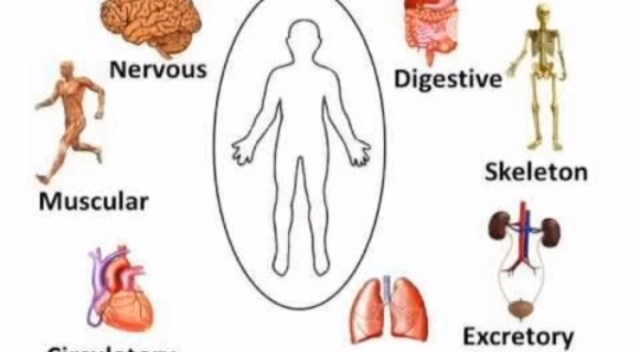 Nervous
Digestive
Skeleton
Muscular
Excretory